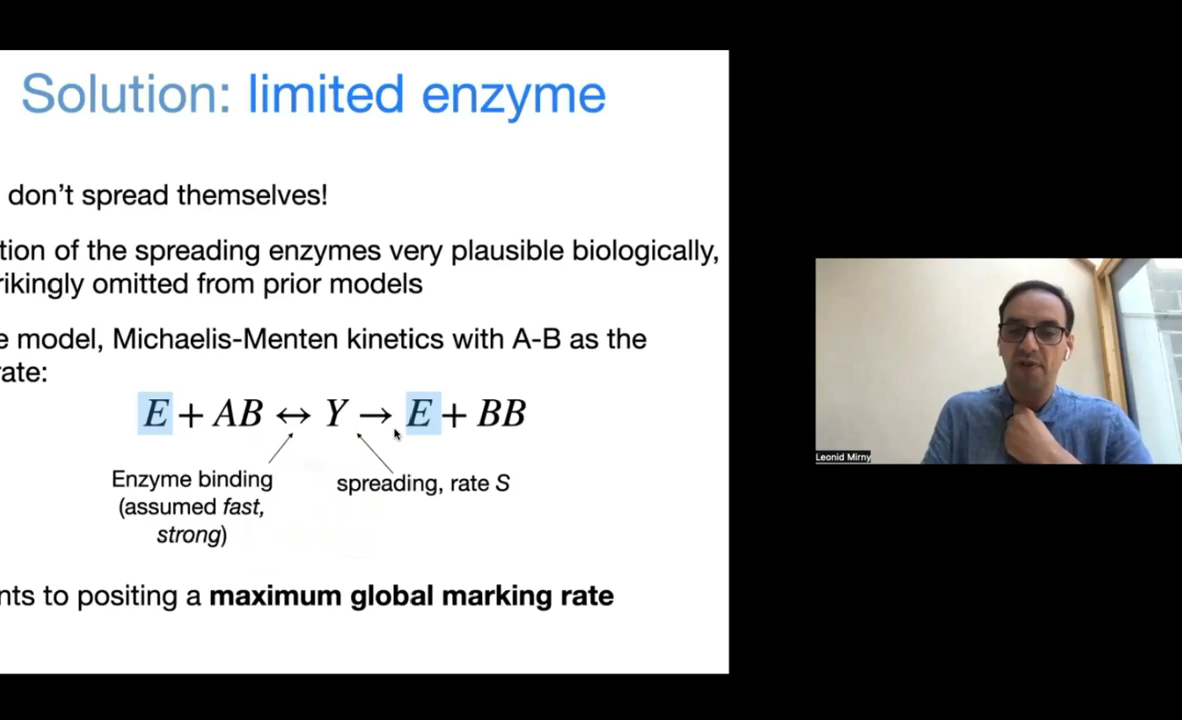 Solution: limited enzyme
don’t spread themselves!
tion of the spreading enzymes very plausible biologically,
rikingly omitted from prior models
e model, Michaelis-Menten kinetics with A-B as the
rate:
E + AB ↔ Y → E + BB
Enzyme binding
(assumed fast,
strong)
spreading, rate S
nts to positing a maximum global marking rate
Leonid Mirny